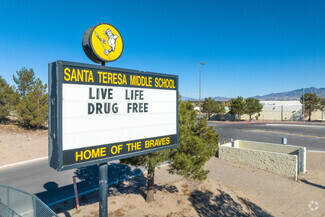 SANTA TERESA MIDDLE SCHOOL
LIVE LIFE
DRUG FREE
HOME OF THE BRAVES